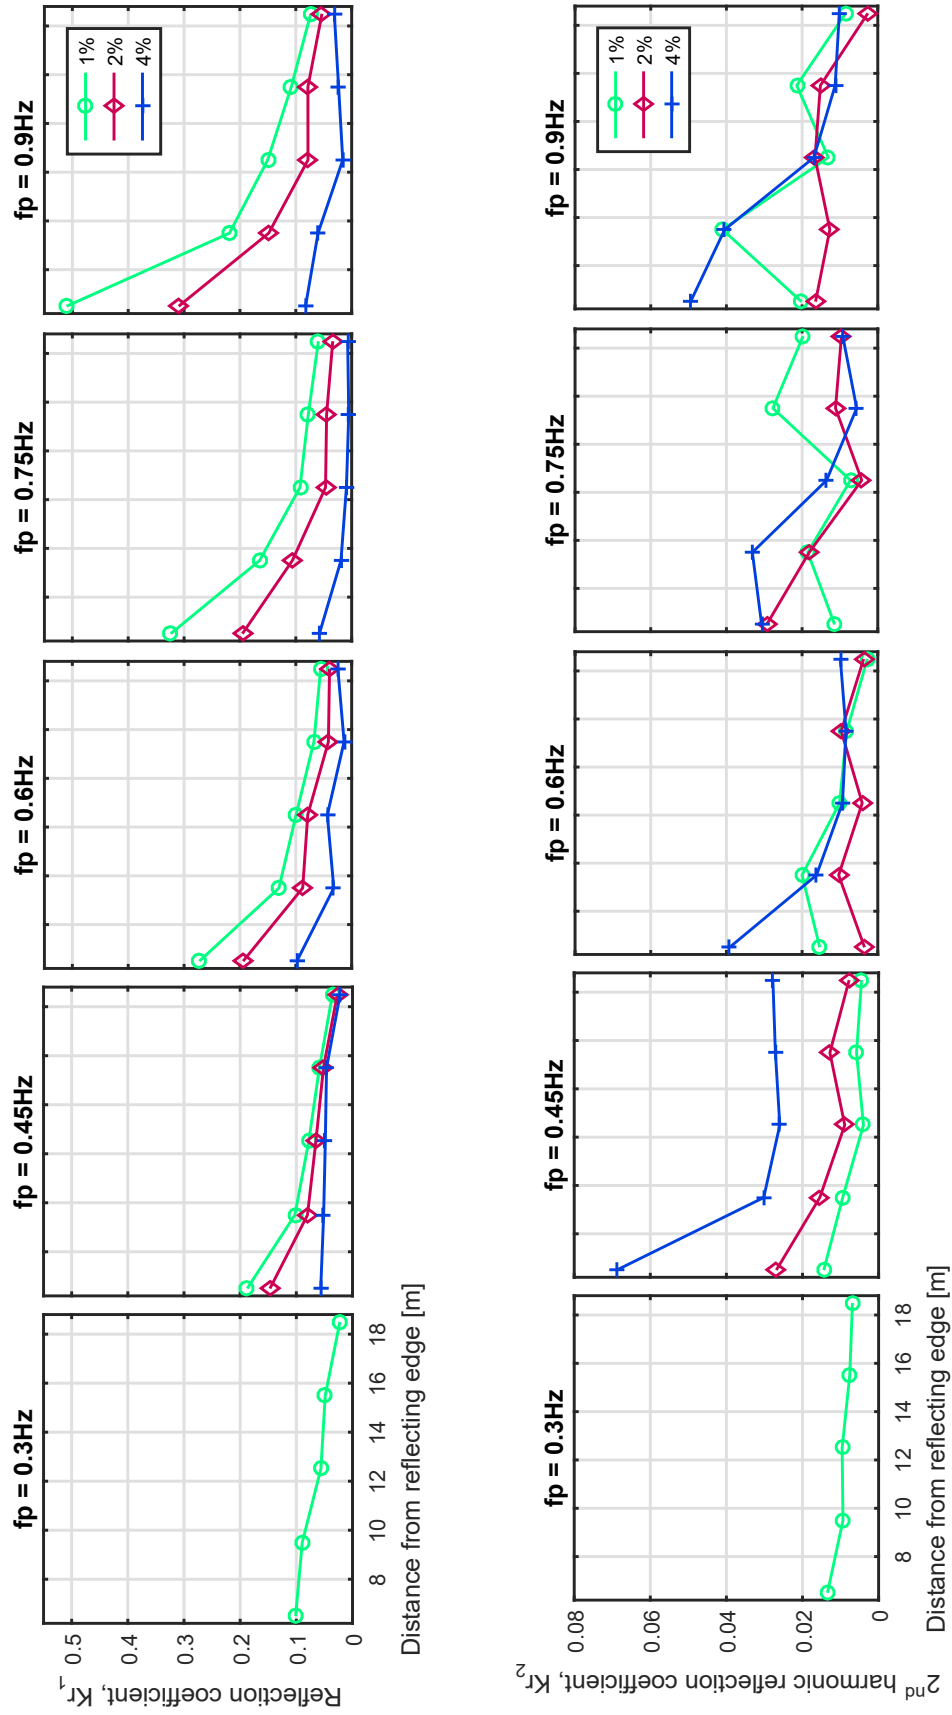 fp = 0.3Hz
fp = 0.45Hz
fp = 0.6Hz
fp = 0.75Hz
fp = 0.9Hz
1%
2%
4%
0.5
0.4
0.3
0.2
0.1
0
Reflection coefficient, Kr1
8
10
12
14
16
18
Distance from reflecting edge [m]
fp = 0.3Hz
fp = 0.45Hz
fp = 0.6Hz
fp = 0.75Hz
fp = 0.9Hz
1%
2%
4%
0.08
0.06
0.04
0.02
0
2nd harmonic reflection coefficient, Kr2
8
10
12
14
16
18
Distance from reflecting edge [m]